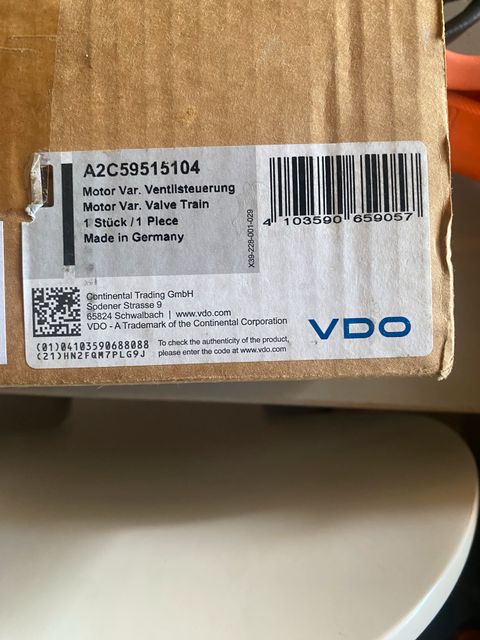 A2C59515104
Motor Var. Ventlisteuerung
Motor Var. Valve Train
1 Stück / 1 Piece
Made in Germany
X39-228-001-029
4 103590 659057
Continental Trading GmbH
Sodener Strasse 9
65824 Schwalbach | www.vdo.com
VDO - A Trademark of the Continental Corporation
(01)04103590688088
(21)HN2FQM7PLG9J
To check the authenticity of the product,
please enter the code at www.vdo.com.
VDO